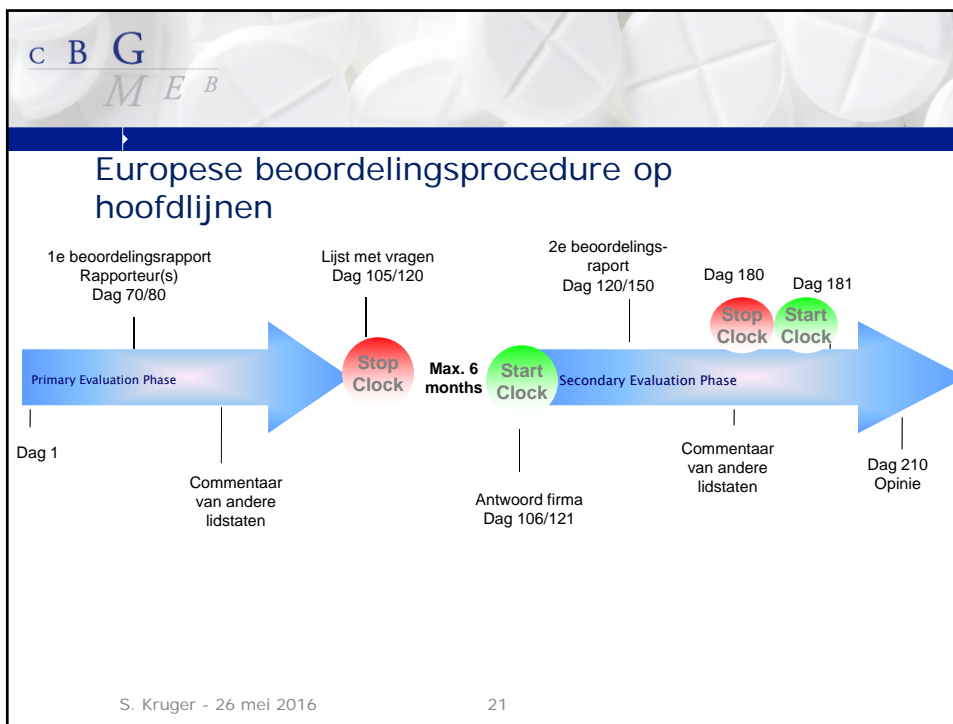 C B G
M E B
Europese beoordelingsprocedure op
hoofdlijnen
1e beoordelingsrapport
Rapporteur(s)
Dag 70/80
Lijst met vragen
Dag 105/120
2e beoordelings-
raport
Dag 120/150
Dag 180
Dag 181
Stop
Clock
Start
Clock
Primary Evaluation Phase
Stop
Clock
Max. 6
months
Start
Clock
Secondary Evaluation Phase
Dag 1
Commentaar
van andere
lidstaten
Antwoord firma
Dag 106/121
Commentaar
van andere
lidstaten
Dag 210
Opinie
S. Kruger - 26 mei 2016
21